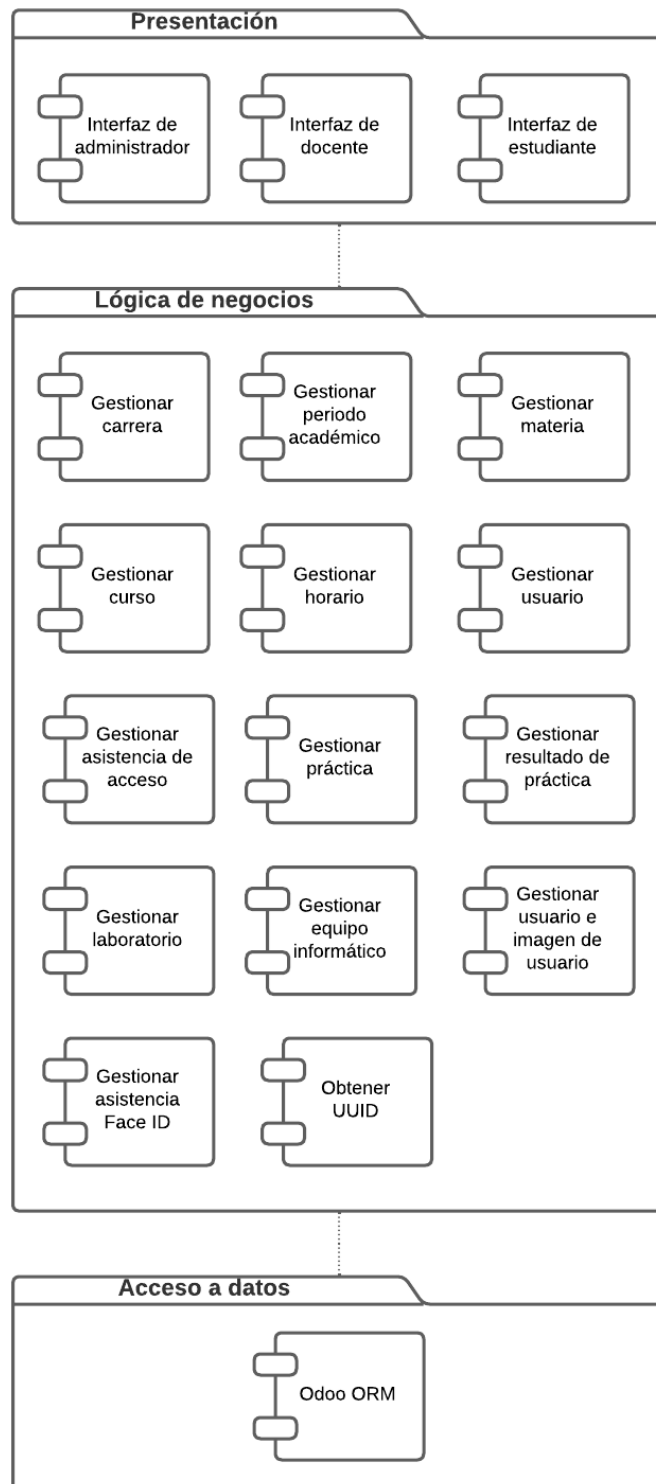 Presentación
Interfaz de
administrador
Interfaz de
docente
Interfaz de
estudiante
Lógica de negocios
Gestionar
carrera
Gestionar
periodo
académico
Gestionar
materia
Gestionar
curso
Gestionar
horario
Gestionar
usuario
Gestionar
asistencia de
acceso
Gestionar
práctica
Gestionar
resultado de
práctica
Gestionar
laboratorio
Gestionar
equipo
informático
Gestionar
usuario e
imagen de
usuario
Gestionar
asistencia
Face ID
Obtener
UUID
Acceso a datos
Odoo ORM